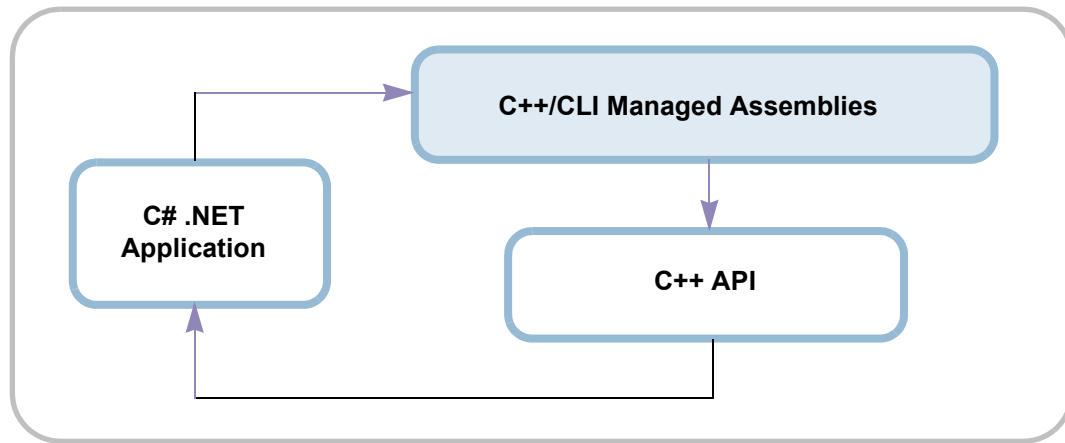 C++/CLI Managed Assemblies
C# .NET
Application
C++ API